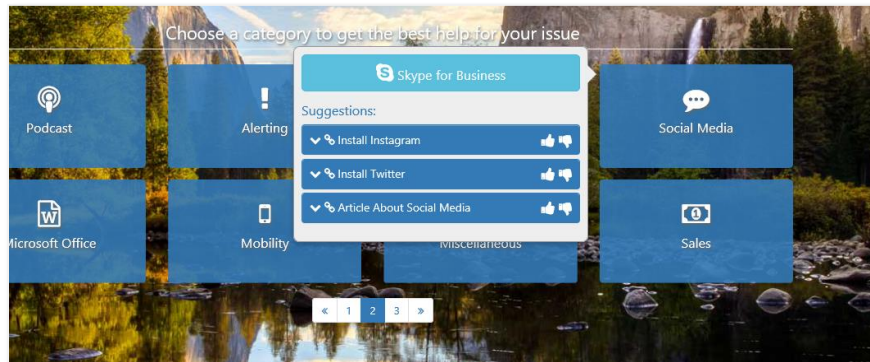 Choose a category to get the best help for your issue
Skype for Business
Suggestions:
Install Instagram
Install Twitter
Article About Social Media
Podcast
Alerting
Social Media
Microsoft Office
Mobility
Miscellaneous
Sales
« 1 2 3 »